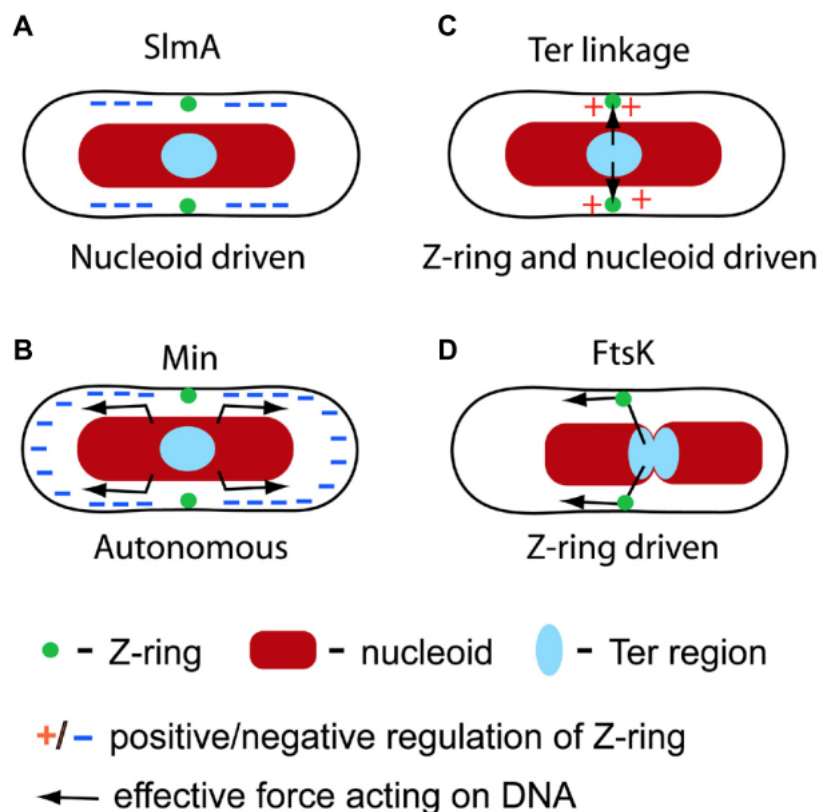 A
SlmA
Nucleoid driven
C
Ter linkage
Z-ring and nucleoid driven
B
Min
Autonomous
D
FtsK
Z-ring driven
- Z-ring
- nucleoid
- Ter region
+/- positive/negative regulation of Z-ring
effective force acting on DNA